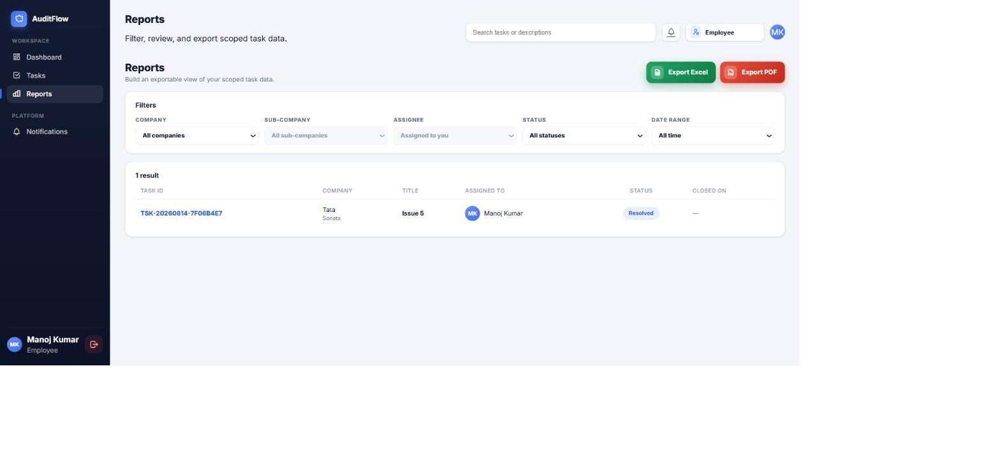 AuditFlow
WORKSPACE
Dashboard
Tasks
Reports
PLATFORM
Notifications
MK
Manoj Kumar
Employee
Reports
Filter, review, and export scoped task data.
Search tasks or descriptions
Employee
MK
Reports
Build an exportable view of your scoped task data.
Export Excel
Export PDF
Filters
COMPANY SUB-COMPANY ASSIGNEE STATUS DATE RANGE
All companies All sub-companies Assigned to you All statuses All time
1 result
TASK ID COMPANY TITLE ASSIGNED TO STATUS CLOSED ON
TSK-20260814-7F06B4E7 Tata Issue 5 MK Manoj Kumar Resolved —
Sonata